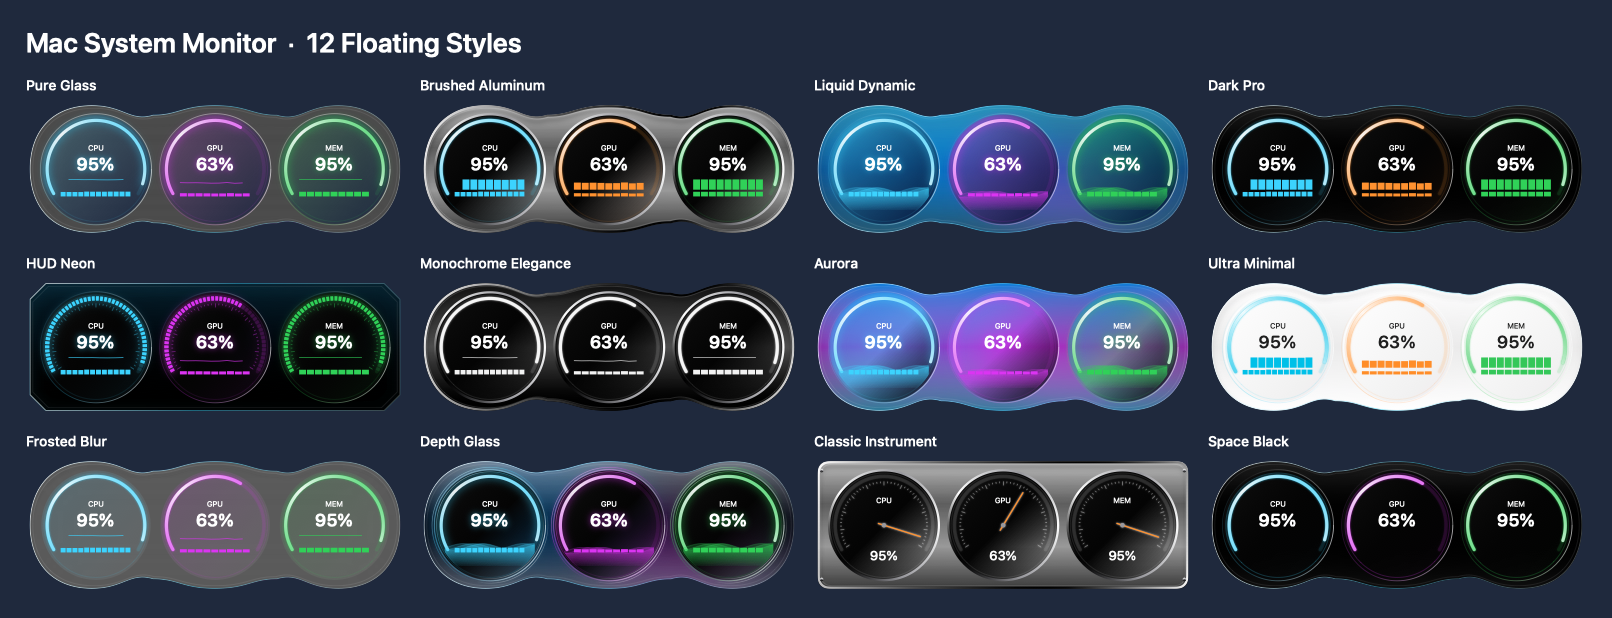 Mac System Monitor · 12 Floating Styles
Pure Glass
CPU
95%
GPU
63%
MEM
95%
Brushed Aluminum
CPU
95%
GPU
63%
MEM
95%
Liquid Dynamic
CPU
95%
GPU
63%
MEM
95%
Dark Pro
CPU
95%
GPU
63%
MEM
95%
HUD Neon
CPU
95%
GPU
63%
MEM
95%
Monochrome Elegance
CPU
95%
GPU
63%
MEM
95%
Aurora
CPU
95%
GPU
63%
MEM
95%
Ultra Minimal
CPU
95%
GPU
63%
MEM
95%
Frosted Blur
CPU
95%
GPU
63%
MEM
95%
Depth Glass
CPU
95%
GPU
63%
MEM
95%
Classic Instrument
CPU
95%
GPU
63%
MEM
95%
Space Black
CPU
95%
GPU
63%
MEM
95%